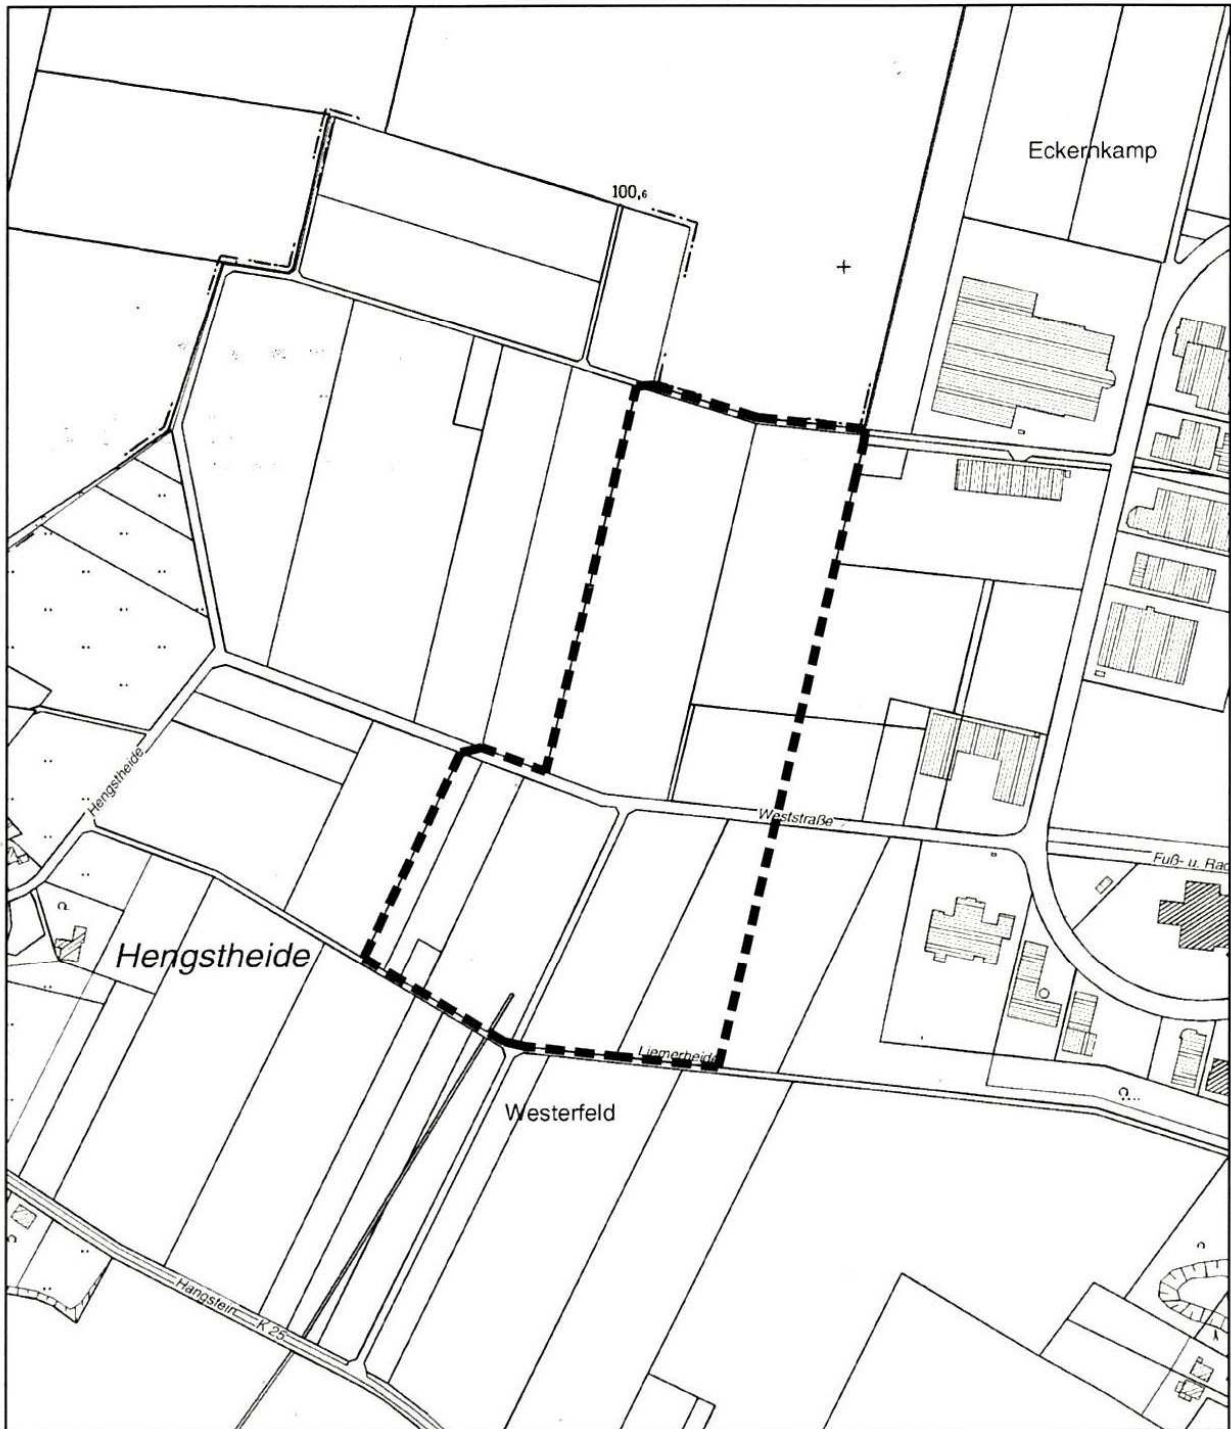 Eckernkamp
100,6
Weststraße
Hengstheide
Fuß- u. Rad
Hengstheide
Liemerheide
Westerfeld
Hangstein K 25